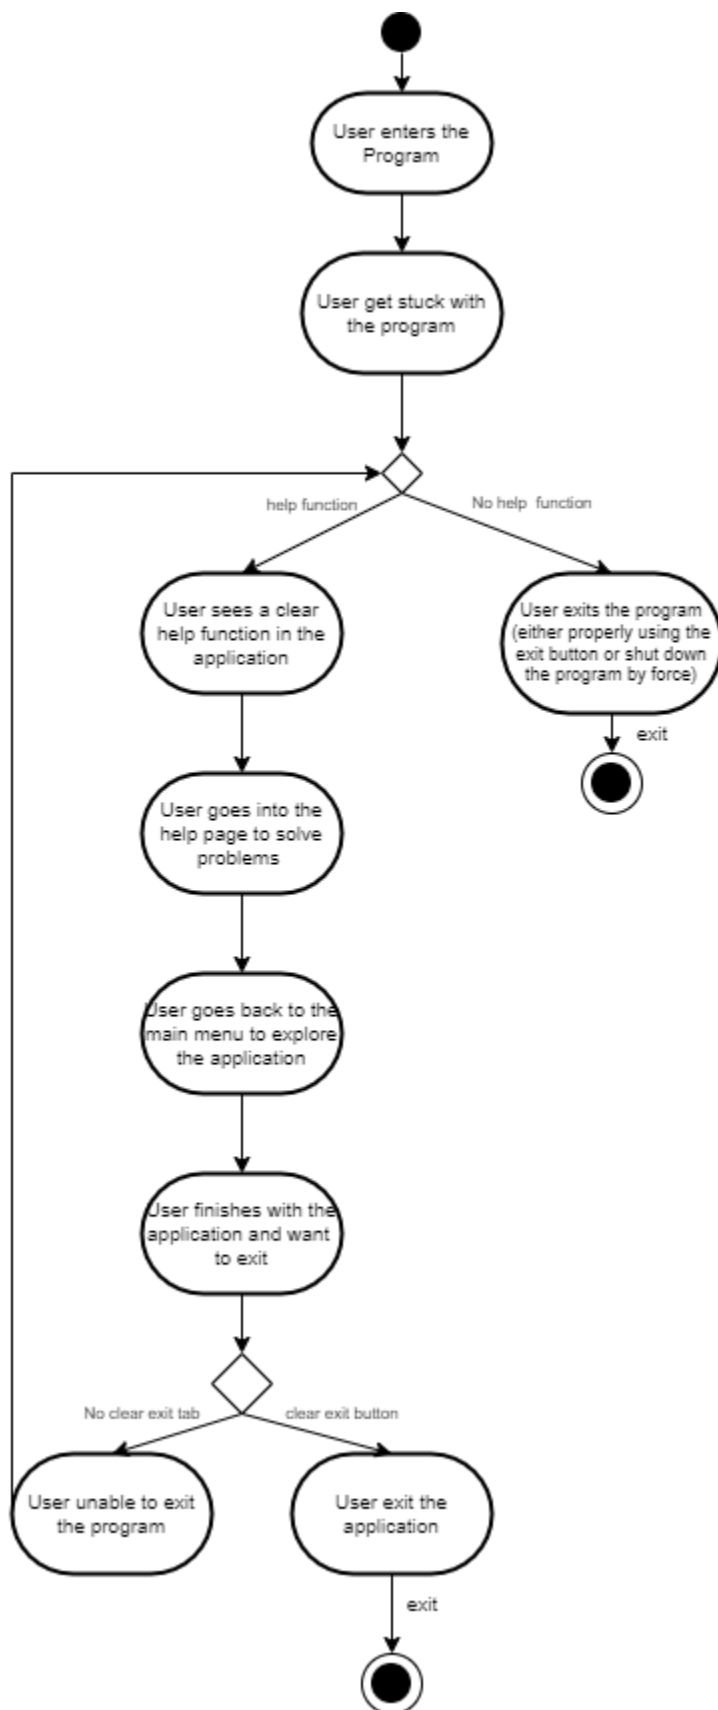 User enters the
Program
User get stuck with
the program
help function
No help function
User sees a clear
help function in the
application
User exits the program
(either properly using the
exit button or shut down
the program by force)
exit
User goes into the
help page to solve
problems
User goes back to the
main menu to explore
the application
User finishes with the
application and want
to exit
No clear exit tab
clear exit button
User unable to exit
the program
User exit the
application
exit